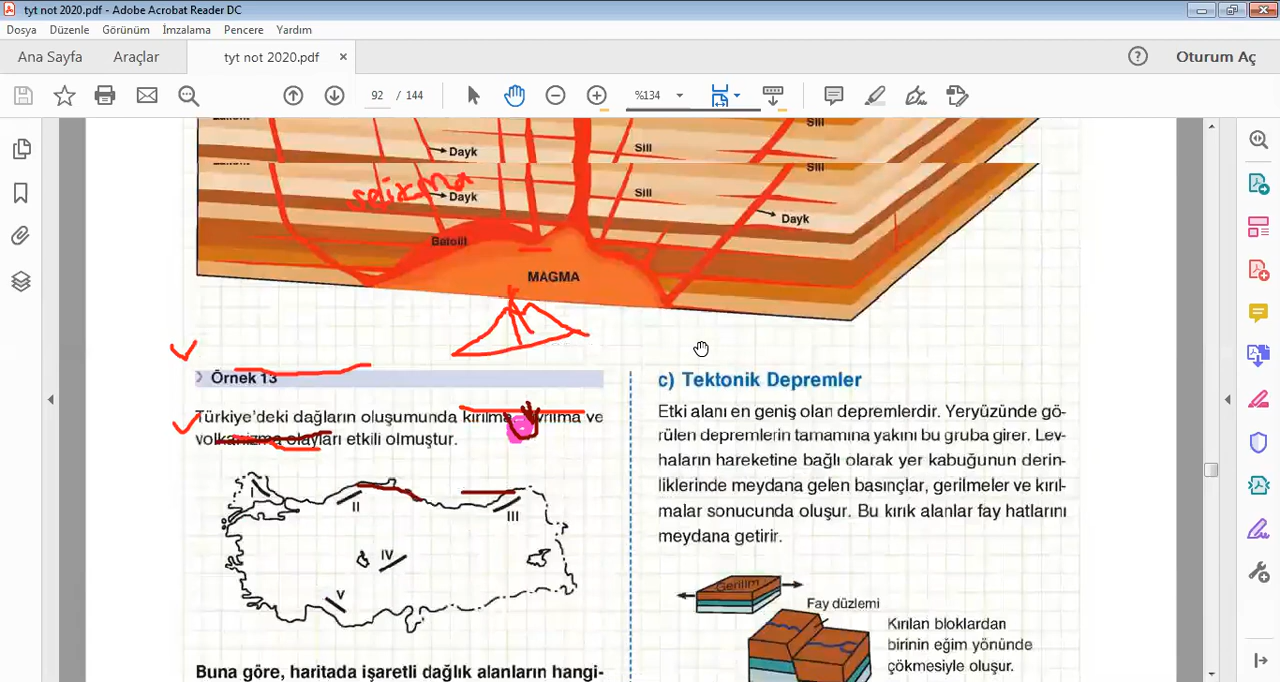 tyt not 2020.pdf - Adobe Acrobat Reader DC
Dosya Düzenle Görünüm İmzalama Pencere Yardım
Ana Sayfa Araçlar tyt not 2020.pdf × ? Oturum Aç
92 / 144 %134
Sill Sill
Dayk Sill
Sill
Dayk Sill
Dayk
Batolit
MAGMA
Örnek 13
Türkiye'deki dağların oluşumunda kırılma, kıvrılma ve
volkanizma olayları etkili olmuştur.
I
II
III
IV
V
Buna göre, haritada işaretli dağlık alanların hangi-
c) Tektonik Depremler
Etki alanı en geniş olan depremlerdir. Yeryüzünde gö-
rülen depremlerin tamamına yakını bu gruba girer. Lev-
haların hareketine bağlı olarak yer kabuğunun derin-
liklerinde meydana gelen basınçlar, gerilmeler ve kırıl-
malar sonucunda oluşur. Bu kırık alanlar fay hatlarını
meydana getirir.
Gerilim
Fay düzlemi
Kırılan bloklardan
birinin eğim yönünde
çökmesiyle oluşur.